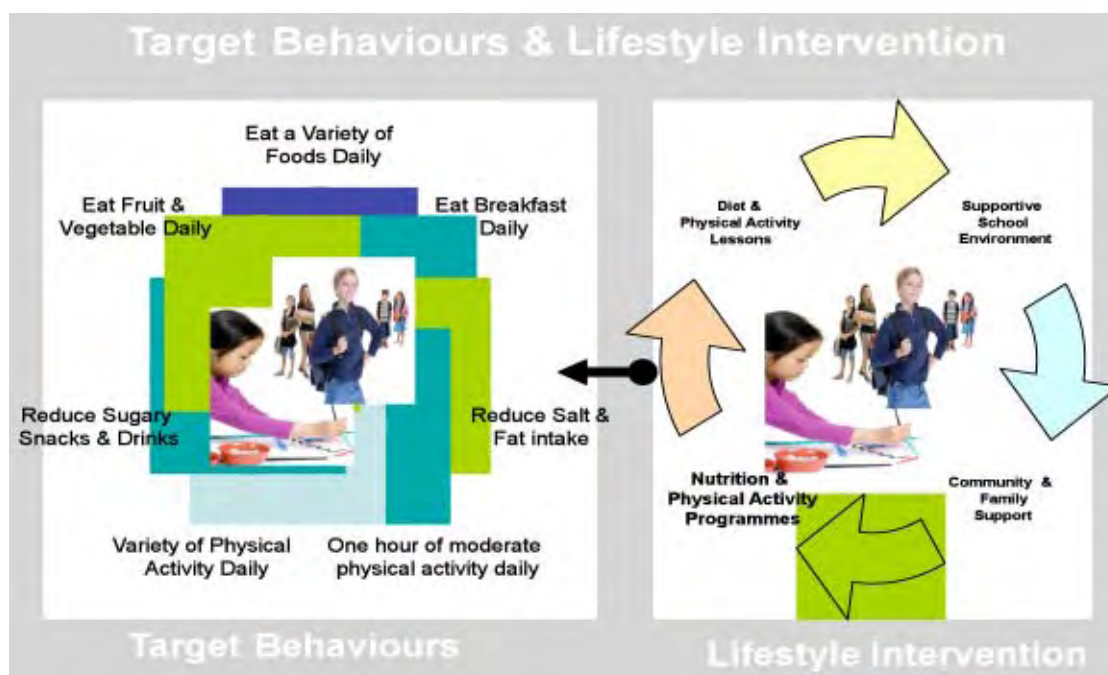 Target Behaviours & Lifestyle Intervention
Eat a Variety of
Foods Daily
Eat Fruit &
Vegetable Daily
Eat Breakfast
Daily
Reduce Sugary
Snacks & Drinks
Reduce Salt &
Fat intake
Variety of Physical
Activity Daily
One hour of moderate
physical activity daily
Target Behaviours
Diet &
Physical Activity
Lessons
Supportive
School
Environment
Nutrition &
Physical Activity
Programmes
Community &
Family
Support
Lifestyle Intervention